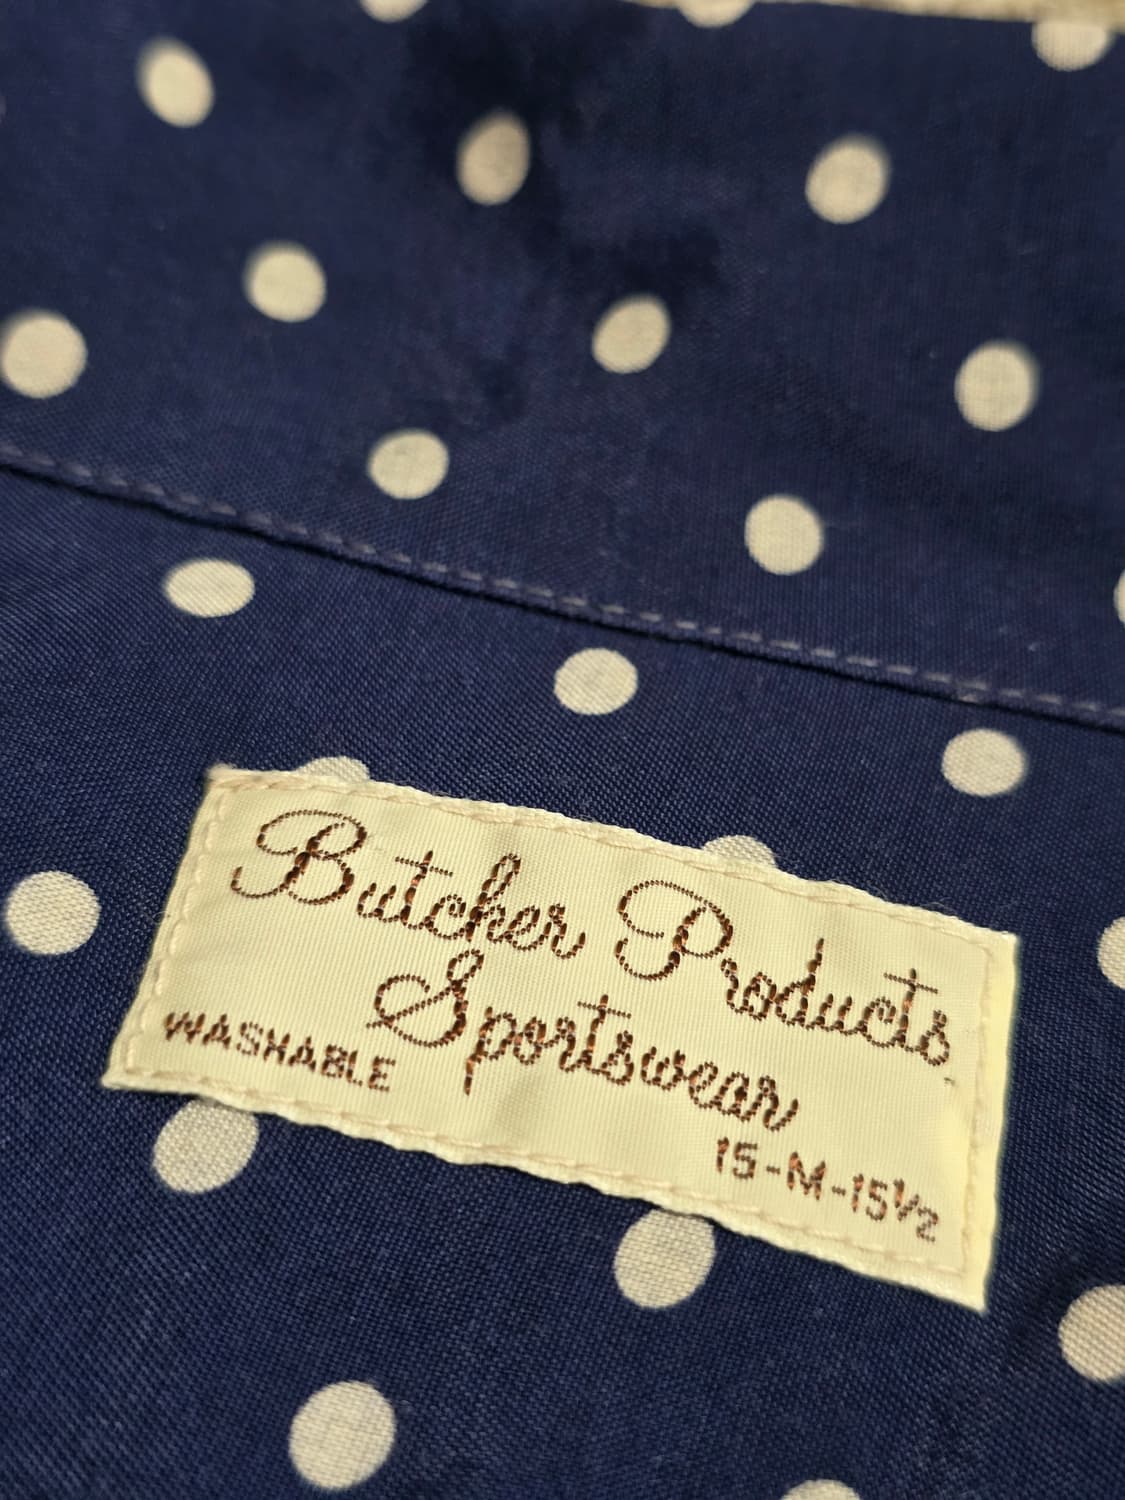 Butcher Products
Sportswear
WASHABLE
15-M-15½